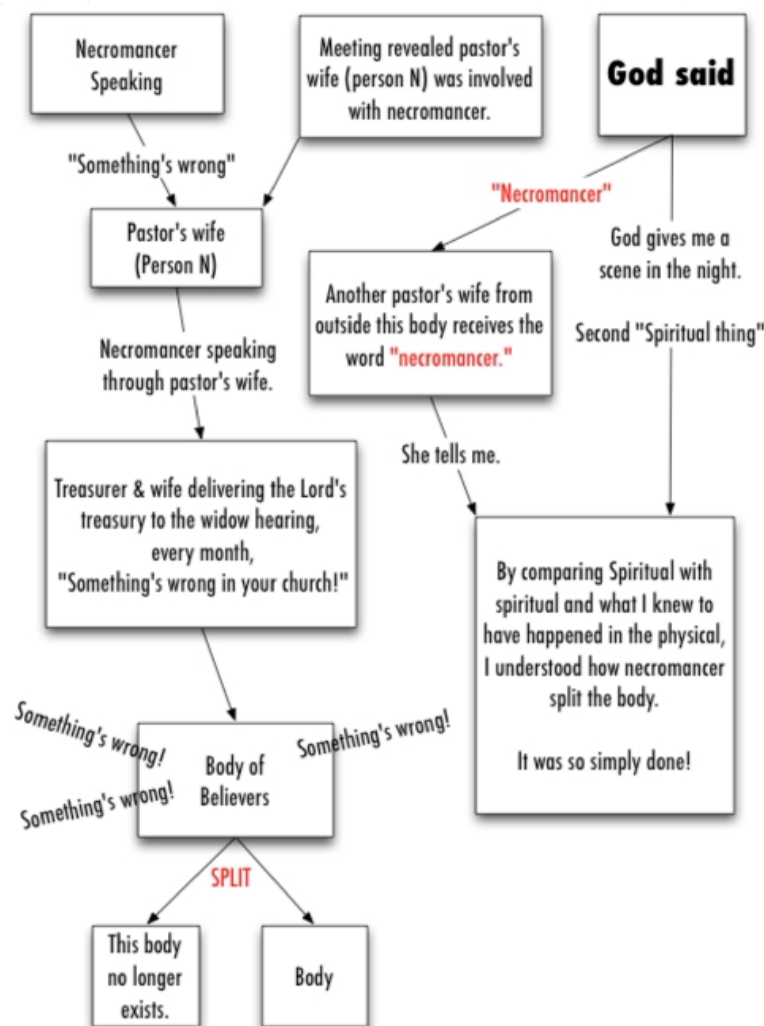 Necromancer
Speaking
Meeting revealed pastor's
wife (person N) was involved
with necromancer.
God said
"Something's wrong"
"Necromancer"
Pastor's wife
(Person N)
God gives me a
scene in the night.
Another pastor's wife from
outside this body receives the
word "necromancer."
Second "Spiritual thing"
Necromancer speaking
through pastor's wife.
She tells me.
Treasurer & wife delivering the Lord's
treasury to the widow hearing,
every month,
"Something's wrong in your church!"
By comparing Spiritual with
spiritual and what I knew to
have happened in the physical,
I understood how necromancer
split the body.
It was so simply done!
Something's wrong!
Something's wrong!
Something's wrong!
Body of
Believers
SPLIT
This body
no longer
exists.
Body